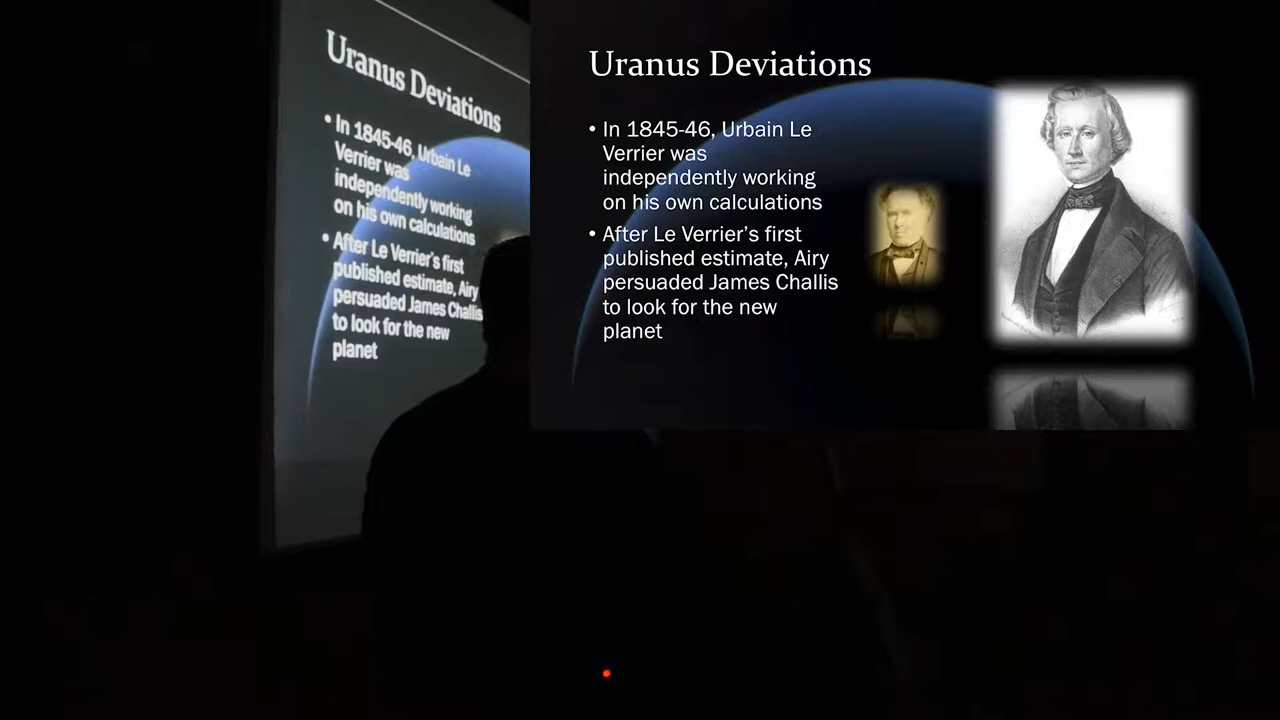 Uranus Deviations
• In 1845-46, Urbain Le
Verrier was
independently working
on his own calculations
• After Le Verrier's first
published estimate, Airy
persuaded James Challis
to look for the new
planet
Uranus Deviations
• In 1845-46, Urbain Le
Verrier was
independently working
on his own calculations
• After Le Verrier’s first
published estimate, Airy
persuaded James Challis
to look for the new
planet